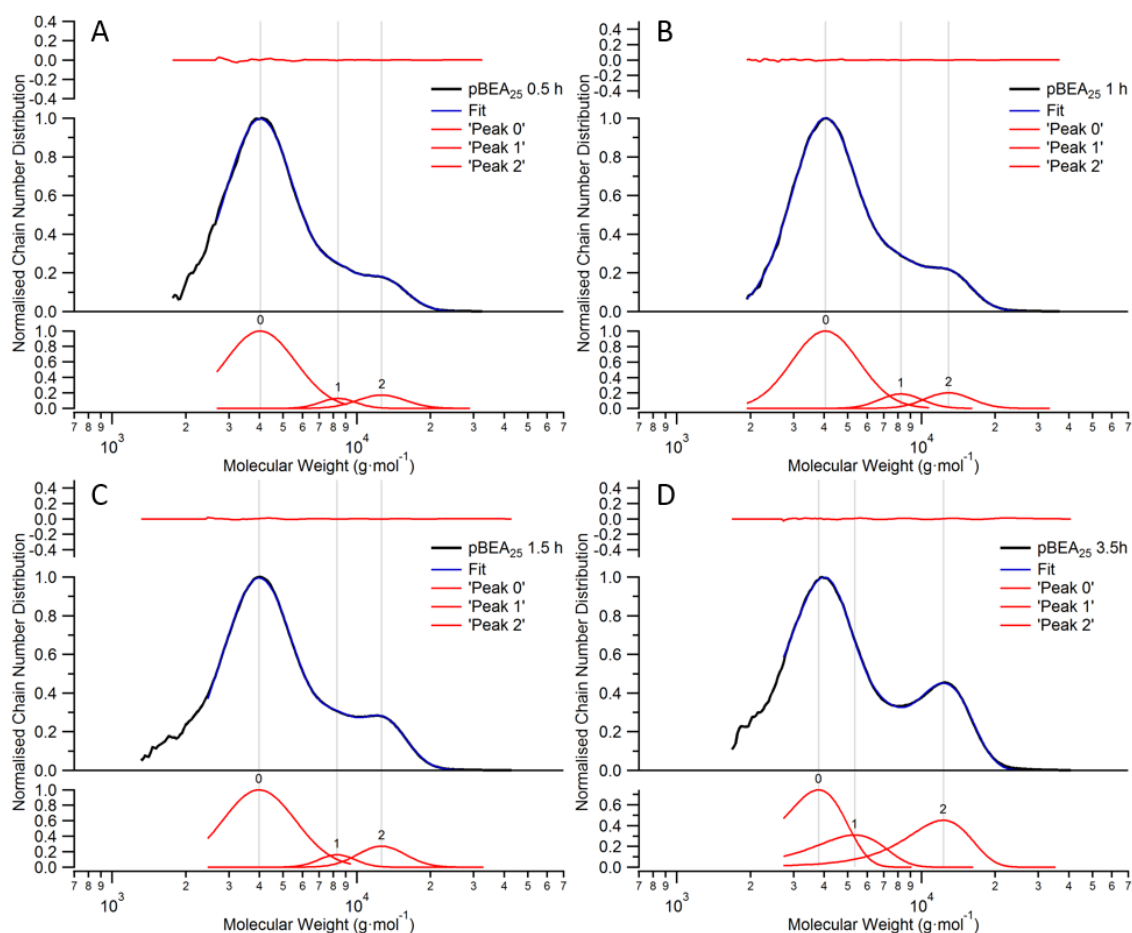 A
0.4
0.2
0.0
-0.2
-0.4
pBEA25 0.5 h
Fit
'Peak 0'
'Peak 1'
'Peak 2'
Normalised Chain Number Distribution
1.0
0.8
0.6
0.4
0.2
0.0
1.0
0.8
0.6
0.4
0.2
0.0
0
1
2
7 8 9 2 3 4 5 6 7 8 9 2 3 4 5 6 7
10^3 10^4
Molecular Weight (g·mol^-1)
B
0.4
0.2
0.0
-0.2
-0.4
pBEA25 1 h
Fit
'Peak 0'
'Peak 1'
'Peak 2'
Normalised Chain Number Distribution
1.0
0.8
0.6
0.4
0.2
0.0
1.0
0.8
0.6
0.4
0.2
0.0
0
1
2
7 8 9 2 3 4 5 6 7 8 9 2 3 4 5 6 7
10^3 10^4
Molecular Weight (g·mol^-1)
C
0.4
0.2
0.0
-0.2
-0.4
pBEA25 1.5 h
Fit
'Peak 0'
'Peak 1'
'Peak 2'
Normalised Chain Number Distribution
1.0
0.8
0.6
0.4
0.2
0.0
1.0
0.8
0.6
0.4
0.2
0.0
0
1
2
7 8 9 2 3 4 5 6 7 8 9 2 3 4 5 6 7
10^3 10^4
Molecular Weight (g·mol^-1)
D
0.4
0.2
0.0
-0.2
-0.4
pBEA25 3.5h
Fit
'Peak 0'
'Peak 1'
'Peak 2'
Normalised Chain Number Distribution
1.0
0.8
0.6
0.4
0.2
0.0
0.6
0.4
0.2
0.0
0
1
2
7 8 9 2 3 4 5 6 7 8 9 2 3 4 5 6 7
10^3 10^4
Molecular Weight (g·mol^-1)